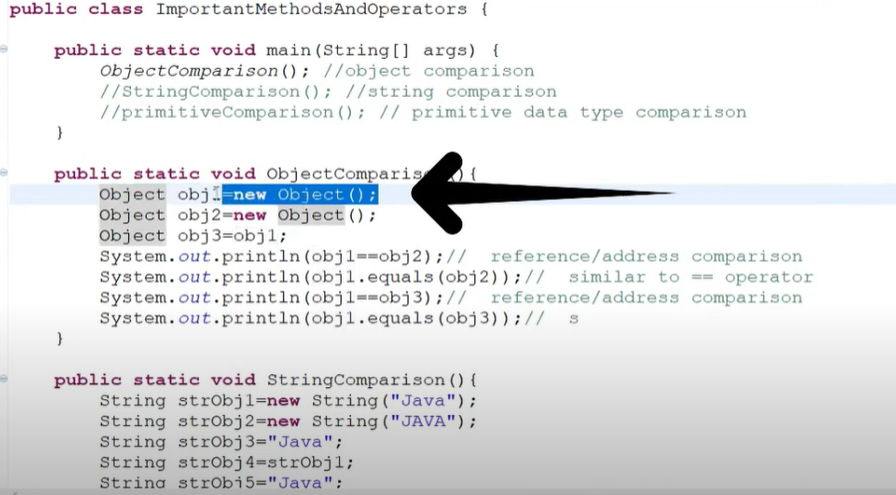 public class ImportantMethodsAndOperators {
public static void main(String[] args) {
ObjectComparison(); //object comparison
//StringComparison(); //string comparison
//primitiveComparison(); // primitive data type comparison
}
public static void ObjectComparis (){
Object obj1=new Object();
Object obj2=new Object();
Object obj3=obj1;
System.out.println(obj1==obj2);// reference/address comparison
System.out.println(obj1.equals(obj2));// similar to == operator
System.out.println(obj1==obj3);// reference/address comparison
System.out.println(obj1.equals(obj3));// s
}
public static void StringComparison(){
String strObj1=new String("Java");
String strObj2=new String("JAVA");
String strObj3="Java";
String strObj4=strObj1;
String strObj5="Java";